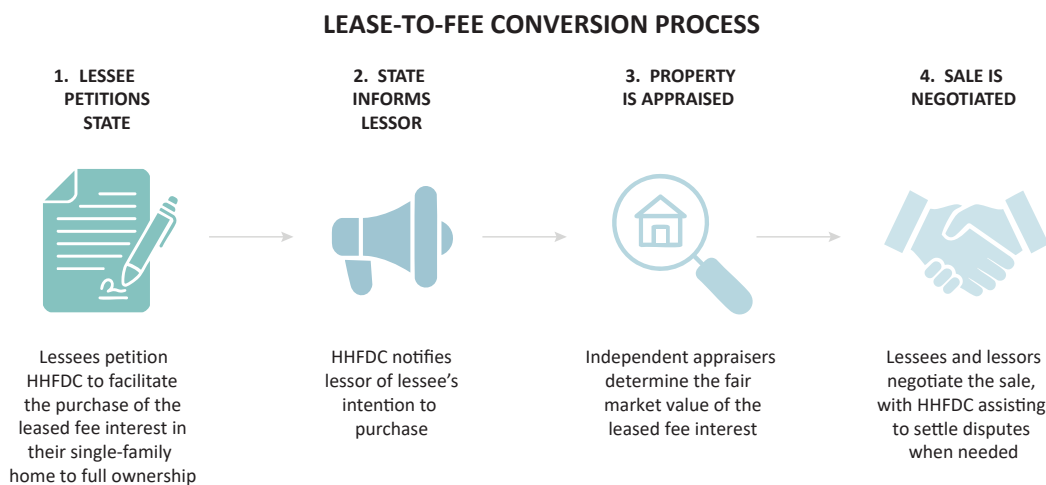 LEASE-TO-FEE CONVERSION PROCESS
1. LESSEE
PETITIONS
STATE
2. STATE
INFORMS
LESSOR
3. PROPERTY
IS APPRAISED
4. SALE IS
NEGOTIATED
Lessees petition
HHFDC to facilitate
the purchase of the
leased fee interest in
their single-family
home to full ownership
HHFDC notifies
lessor of lessee’s
intention to
purchase
Independent appraisers
determine the fair
market value of the
leased fee interest
Lessees and lessors
negotiate the sale,
with HHFDC assisting
to settle disputes
when needed